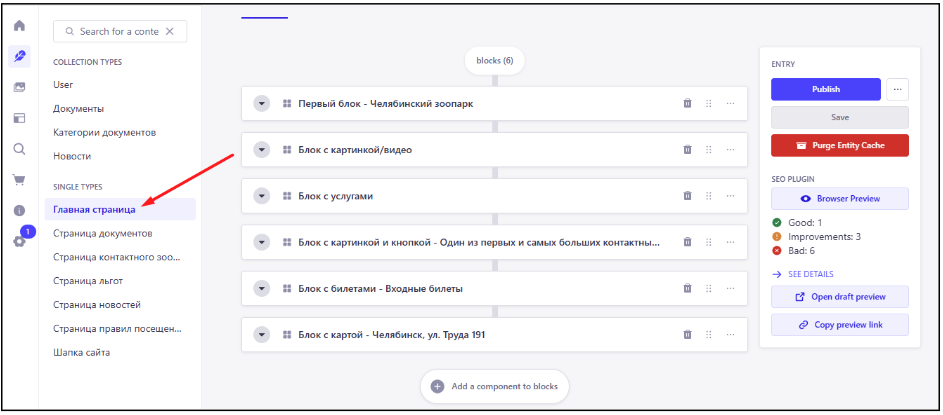 Search for a conte
COLLECTION TYPES
User
Документы
Категории документов
Новости
SINGLE TYPES
Главная страница
Страница документов
Страница контактного зоо...
Страница льгот
Страница новостей
Страница правил посещен...
Шапка сайта
1
blocks (6)
Первый блок - Челябинский зоопарк
Блок с картинкой/видео
Блок с услугами
Блок с картинкой и кнопкой - Один из первых и самых больших контактны...
Блок с билетами - Входные билеты
Блок с картой - Челябинск, ул. Труда 191
Add a component to blocks
ENTRY
Publish
Save
Purge Entity Cache
SEO PLUGIN
Browser Preview
Good: 1
Improvements: 3
Bad: 6
SEE DETAILS
Open draft preview
Copy preview link